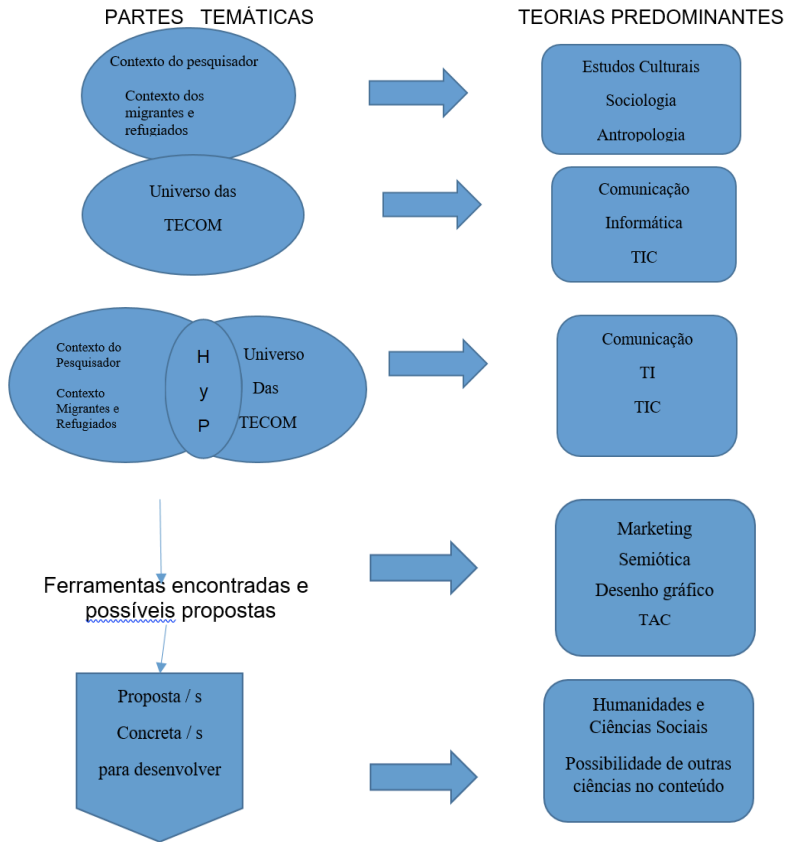 PARTES TEMÁTICAS
TEORIAS PREDOMINANTES
Contexto do pesquisador
Contexto dos
migrantes e
refugiados
Estudos Culturais
Sociologia
Antropologia
Universo das
TECOM
Comunicação
Informática
TIC
Contexto do
Pesquisador
Contexto
Migrantes e
Refugiados
H
y
P
Universo
Das
TECOM
Comunicação
TI
TIC
Ferramentas encontradas e
possíveis propostas
Marketing
Semiótica
Desenho gráfico
TAC
Proposta / s
Concreta / s
para desenvolver
Humanidades e
Ciências Sociais
Possibilidade de outras
ciências no conteúdo